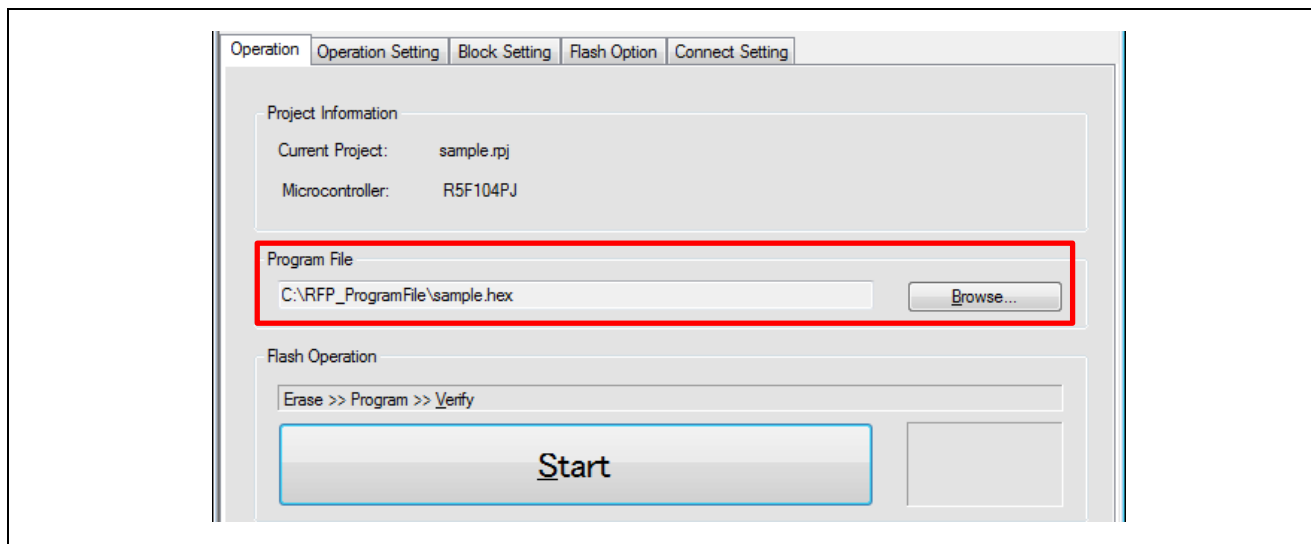 Operation Operation Setting Block Setting Flash Option Connect Setting
Project Information
Current Project: sample.rpj
Microcontroller: R5F104PJ
Program File
C:\RFP_ProgramFile\sample.hex Browse...
Flash Operation
Erase >> Program >> Verify
Start